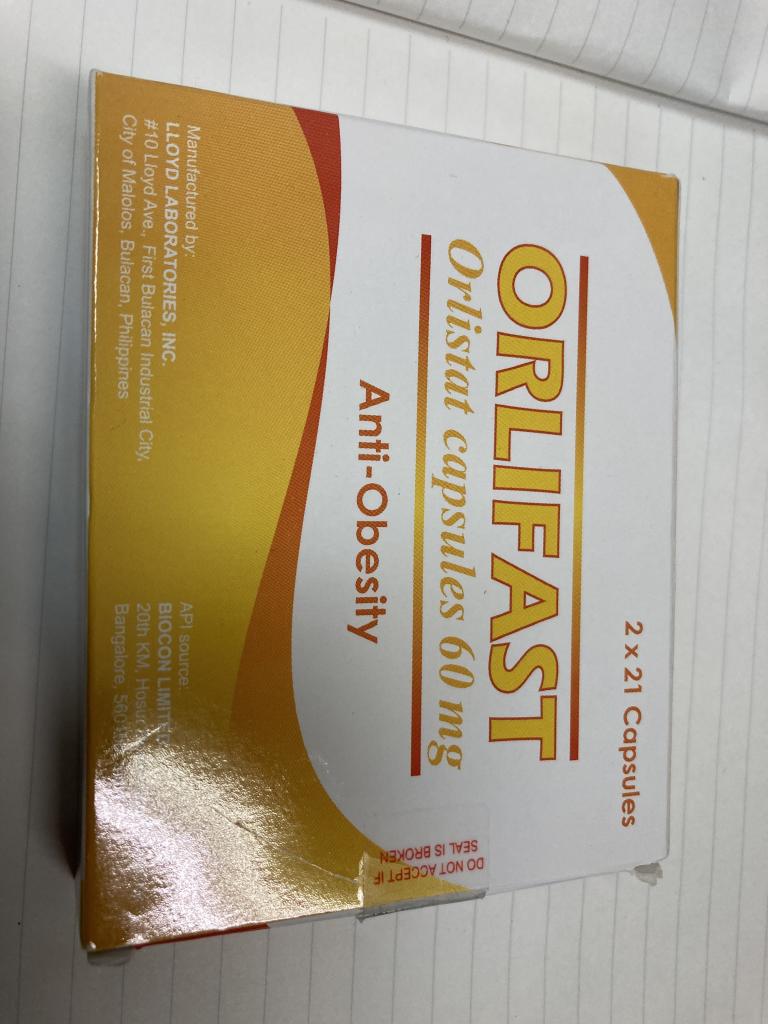 2 x 21 Capsules
ORLIFAST
Orlistat capsules 60 mg
Anti-Obesity
Manufactured by:
LLOYD LABORATORIES, INC.
#10 Lloyd Ave., First Bulacan Industrial City,
City of Malolos, Bulacan, Philippines
API source:
BIOCON
20th KM,
Bangalore,
DO NOT ACCEPT IF
SEAL IS BROKEN